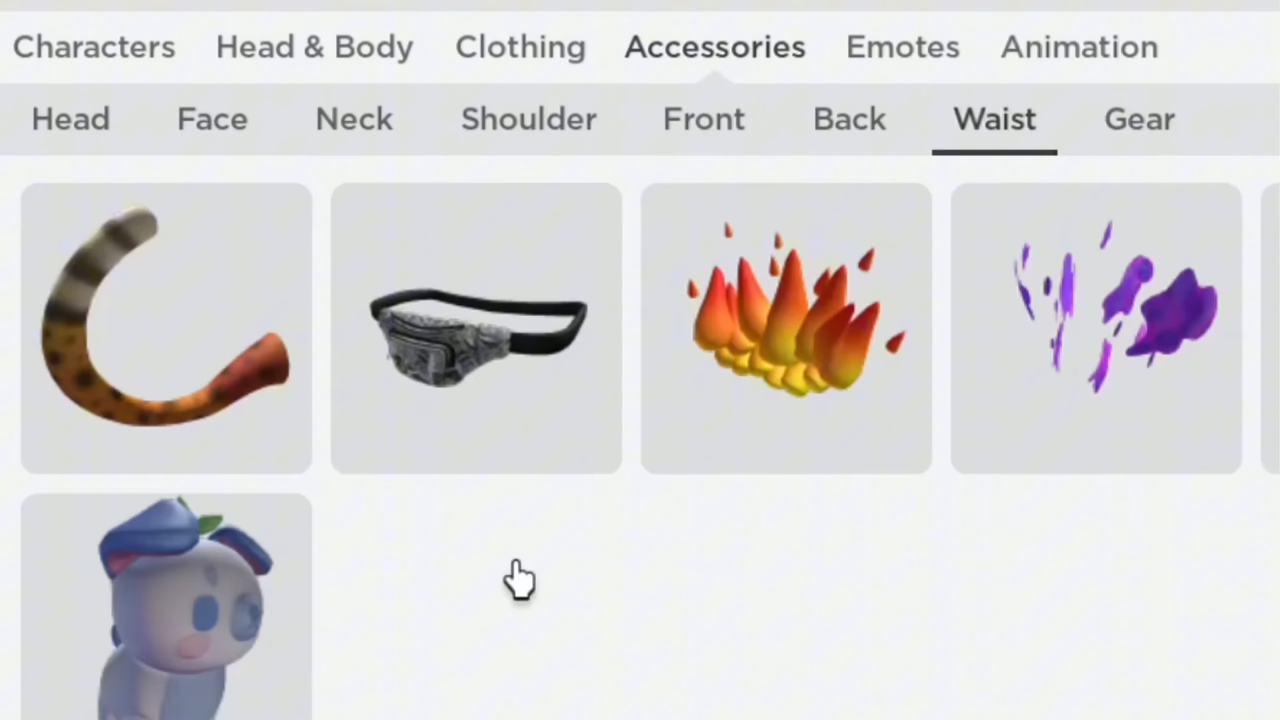 Characters Head & Body Clothing Accessories Emotes Animation
Head Face Neck Shoulder Front Back Waist Gear